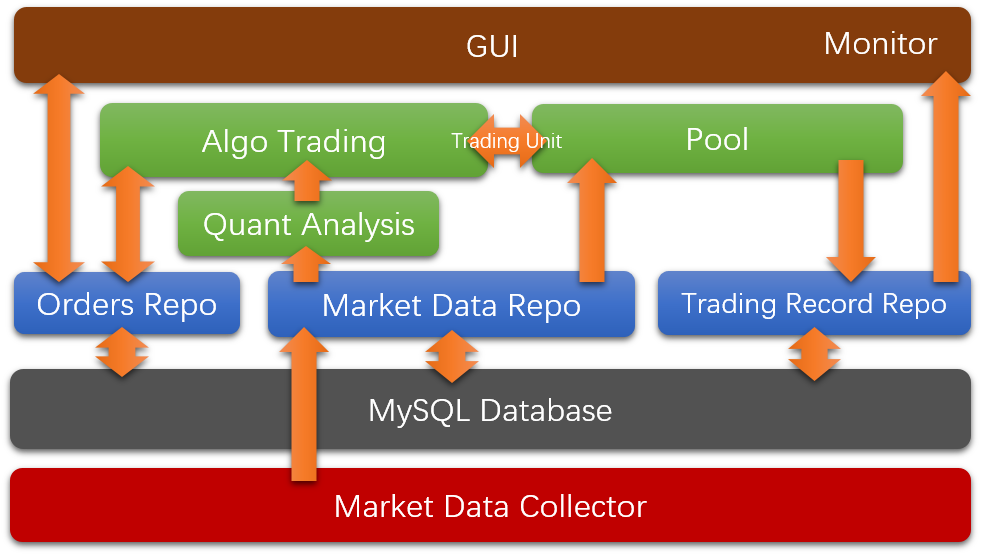 GUI
Monitor
Algo Trading
Trading Unit
Pool
Quant Analysis
Orders Repo
Market Data Repo
Trading Record Repo
MySQL Database
Market Data Collector